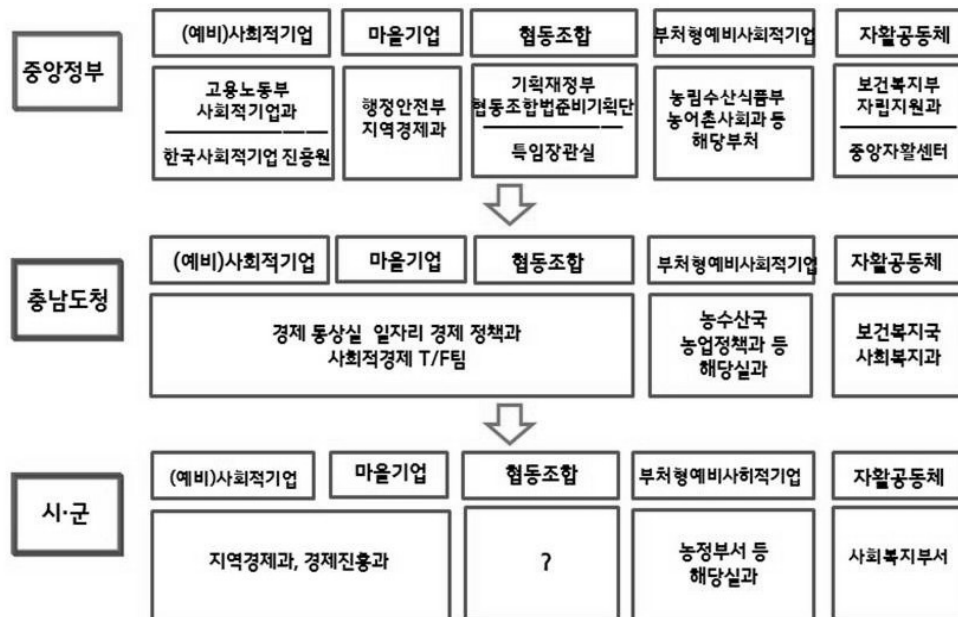 중앙정부
(예비)사회적기업
마을기업
협동조합
부처형예비사회적기업
자활공동체
고용노동부
사회적기업과
한국사회적기업 진흥원
행정안전부
지역경제과
기획재정부
협동조합법준비기획단
특임장관실
농림수산식품부
농어촌사회과 등
해당부처
보건복지부
자립지원과
중앙자활센터
충남도청
(예비)사회적기업
마을기업
협동조합
부처형예비사회적기업
자활공동체
경제 통상실 일자리 경제 정책과
사회적경제 T/F팀
농수산국
농업정책과 등
해당실과
보건복지국
사회복지과
시·군
(예비)사회적기업
마을기업
협동조합
부처형예비사히적기업
자활공동체
지역경제과, 경제진흥과
?
농정부서 등
해당실과
사회복지부서